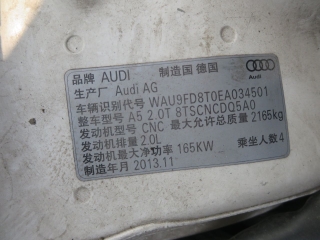 品牌 AUDI 制造国 德国
生产厂 Audi AG
Audi
车辆识别代号 WAU9FD8T0EA034501
整车型号 A5 2.0T 8TSCNCDQ5A0
发动机型号 CNC 最大允许总质量 2165kg
发动机排量 2.0L
发动机最大净功率 165KW 乘坐人数 4
制造年月 2013.11